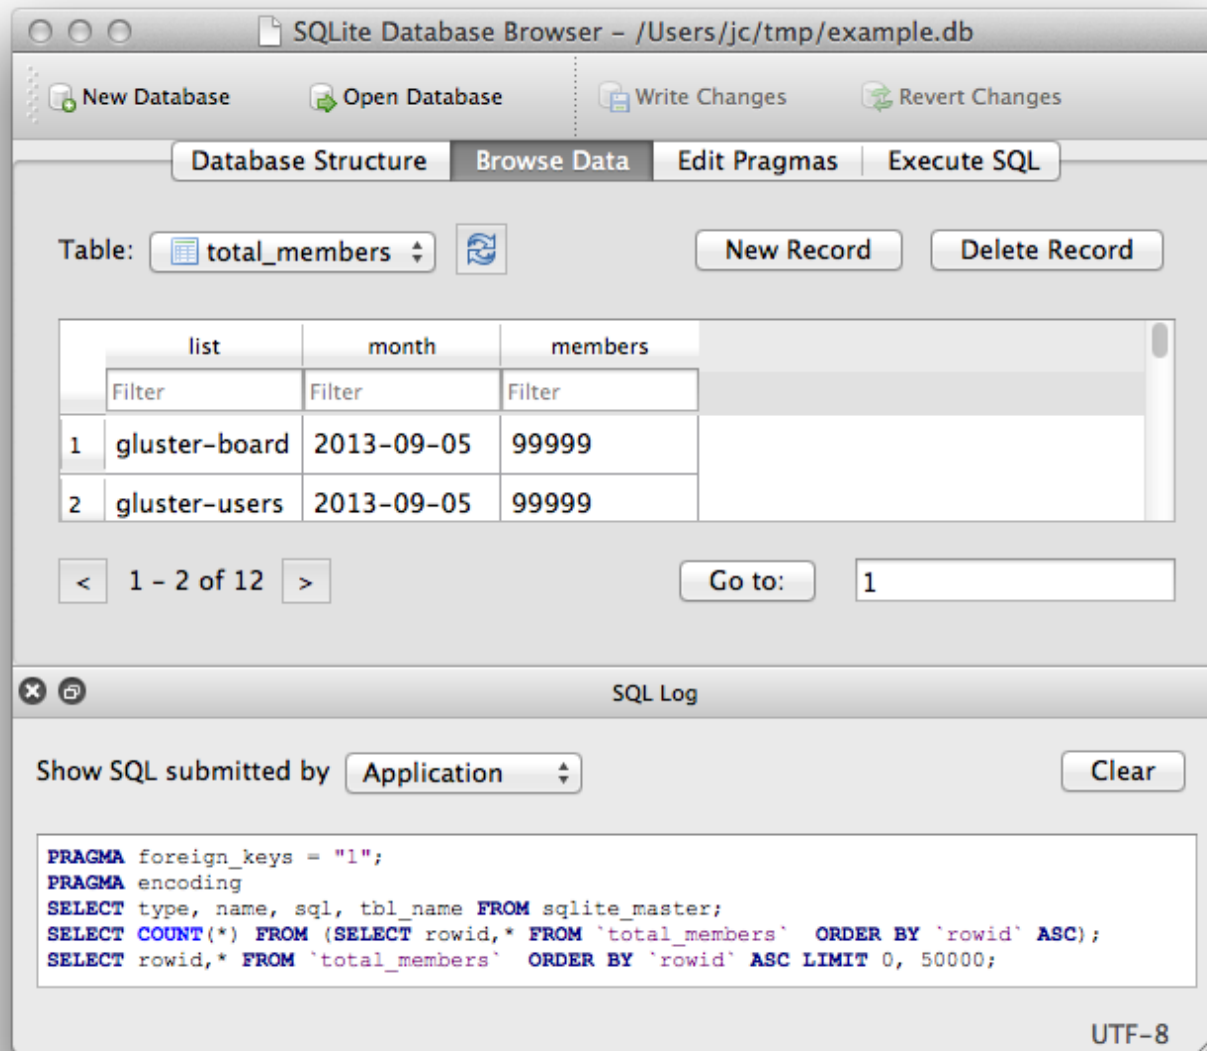 SQLite Database Browser – /Users/jc/tmp/example.db
New Database Open Database Write Changes Revert Changes
Database Structure Browse Data Edit Pragmas Execute SQL
Table: total_members New Record Delete Record
list month members
Filter Filter Filter
1 gluster-board 2013-09-05 99999
2 gluster-users 2013-09-05 99999
< 1 – 2 of 12 > Go to: 1
SQL Log
Show SQL submitted by Application Clear
PRAGMA foreign_keys = "1";
PRAGMA encoding
SELECT type, name, sql, tbl_name FROM sqlite_master;
SELECT COUNT(*) FROM (SELECT rowid,* FROM `total_members`  ORDER BY `rowid` ASC);
SELECT rowid,* FROM `total_members`  ORDER BY `rowid` ASC LIMIT 0, 50000;
UTF-8